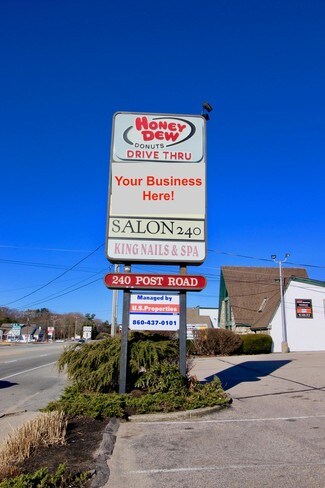 HONEY
DEW
DONUTS
DRIVE THRU
Your Business
Here!
SALON 240
KING NAILS & SPA
240 POST ROAD
Managed by
U.S.Properties
860-437-0101